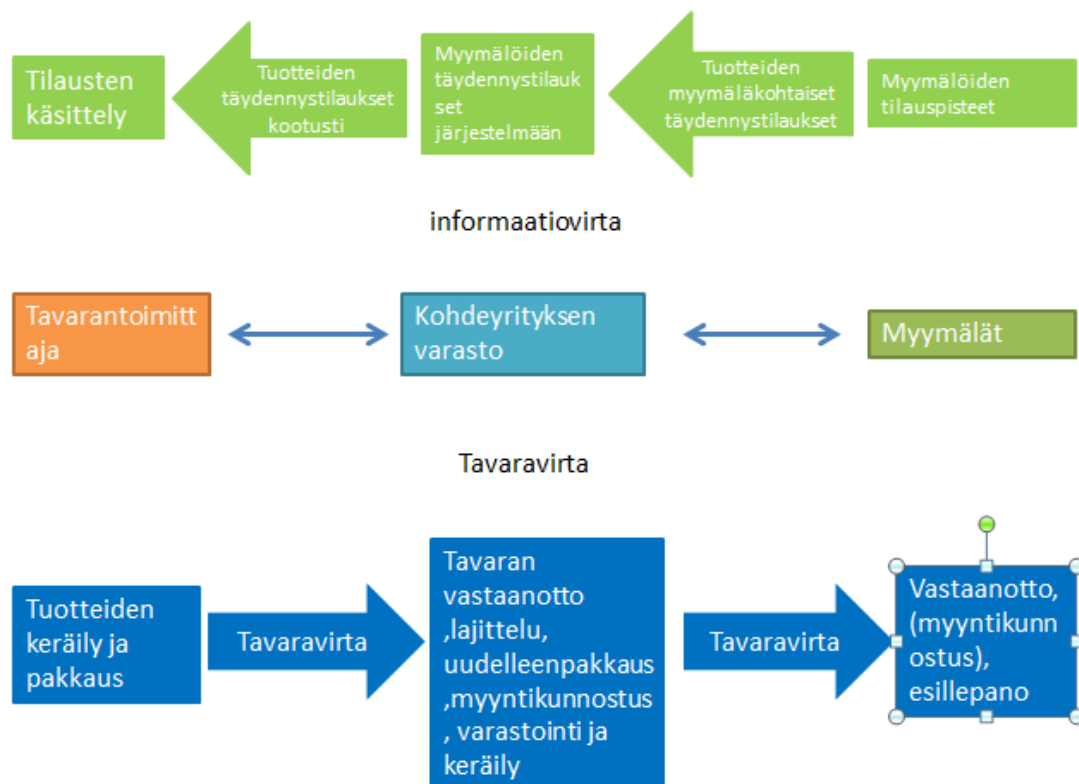 Tilausten
käsittely
Tuotteiden
täydennystilaukset
kootusti
Myymälöiden
täydennystilauk
set
järjestelmään
Tuotteiden
myymäläkohtaiset
täydennystilaukset
Myymälöiden
tilauspisteet
informaatiovirta
Tavarantoimitt
aja
Kohdeyrityksen
varasto
Myymälät
Tavaravirta
Tuotteiden
keräily ja
pakkaus
Tavaravirta
Tavaran
vastaanotto
,lajittelu,
uudelleenpakkaus
,myyntikunnostus
, varastointi ja
keräily
Tavaravirta
Vastaanotto,
(myyntikunn
ostus),
esillepano